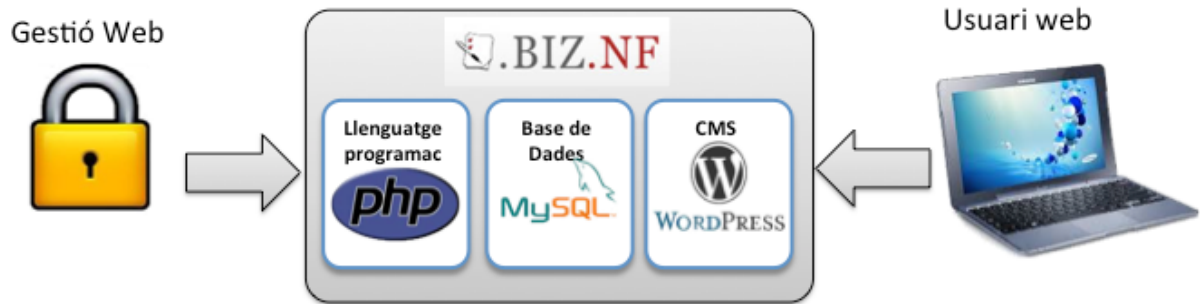 Gestió Web
.BIZ.NF
Usuari web
Llenguatge
programac
php
Base de
Dades
MySQL
CMS
WORDPRESS